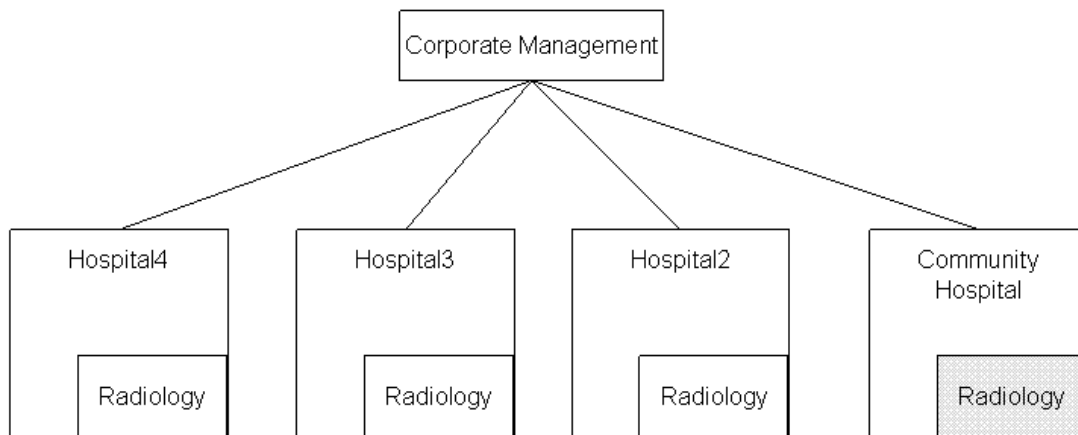 Corporate Management
Hospital4
Hospital3
Hospital2
Community
Hospital
Radiology
Radiology
Radiology
Radiology